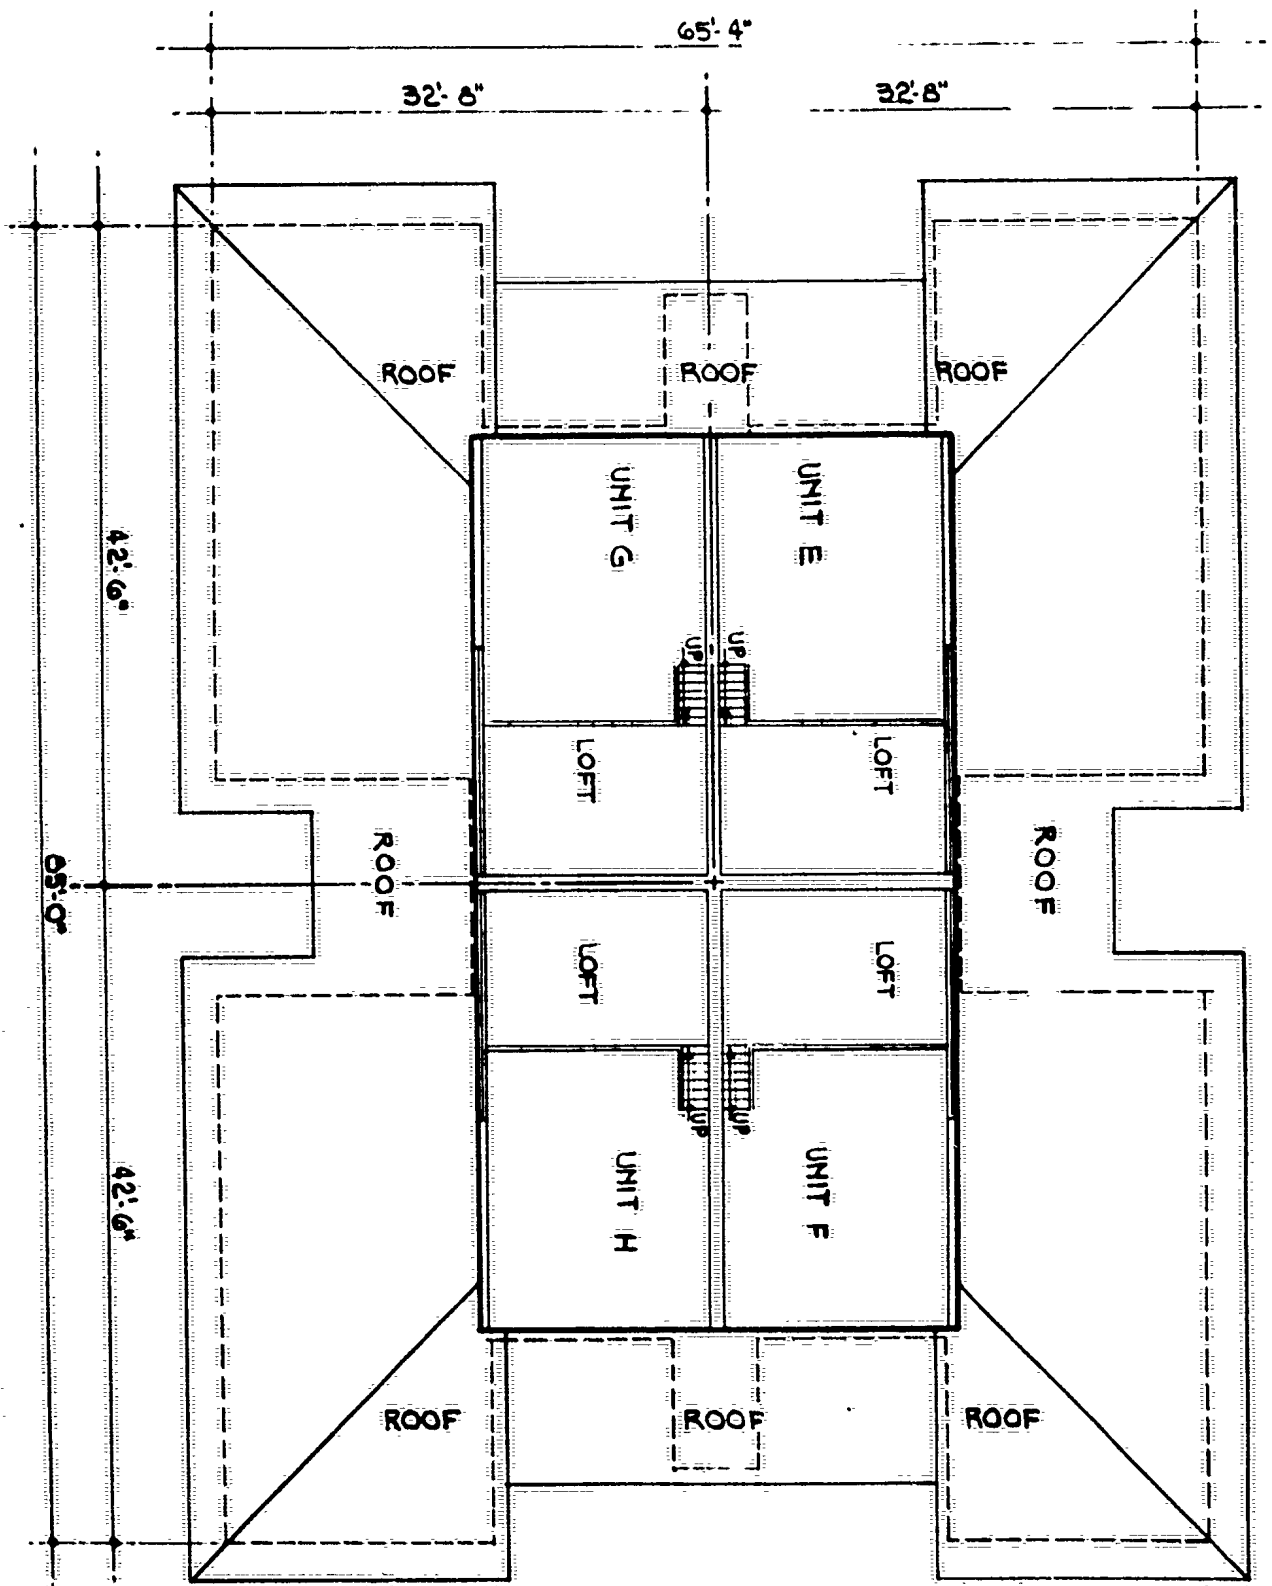 65'-4"
32'-8"
32'-8"
ROOF
ROOF
ROOF
UNIT G
UNIT E
42'-6"
UP
UP
LOFT
LOFT
ROOF
ROOF
85'-0"
LOFT
LOFT
UP
UP
UNIT H
UNIT F
42'-6"
ROOF
ROOF
ROOF